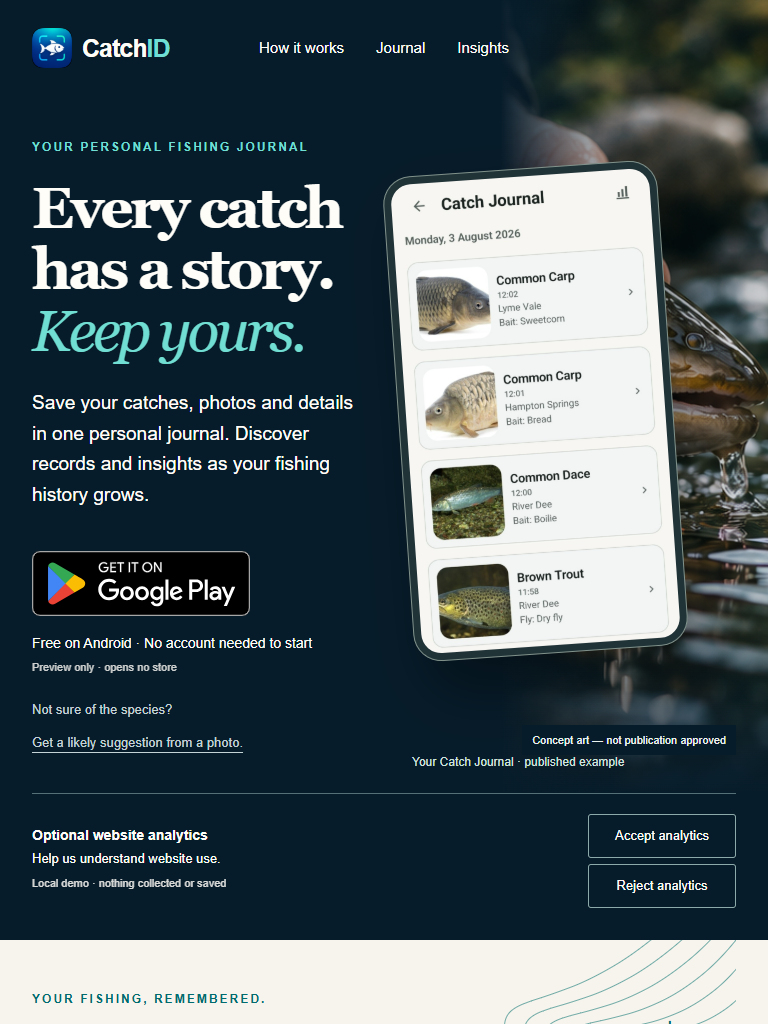 CatchID
How it works
Journal
Insights
YOUR PERSONAL FISHING JOURNAL
Every catch
has a story.
Keep yours.
Save your catches, photos and details
in one personal journal. Discover
records and insights as your fishing
history grows.
GET IT ON
Google Play
Free on Android · No account needed to start
Preview only · opens no store
Not sure of the species?
Get a likely suggestion from a photo.
Catch Journal
Monday, 3 August 2026
Common Carp
12:02
Lyme Vale
Bait: Sweetcorn
Common Carp
12:01
Hampton Springs
Bait: Bread
Common Dace
12:00
River Dee
Bait: Boilie
Brown Trout
11:58
River Dee
Fly: Dry fly
Concept art — not publication approved
Your Catch Journal · published example
Optional website analytics
Help us understand website use.
Local demo · nothing collected or saved
Accept analytics
Reject analytics
YOUR FISHING, REMEMBERED.